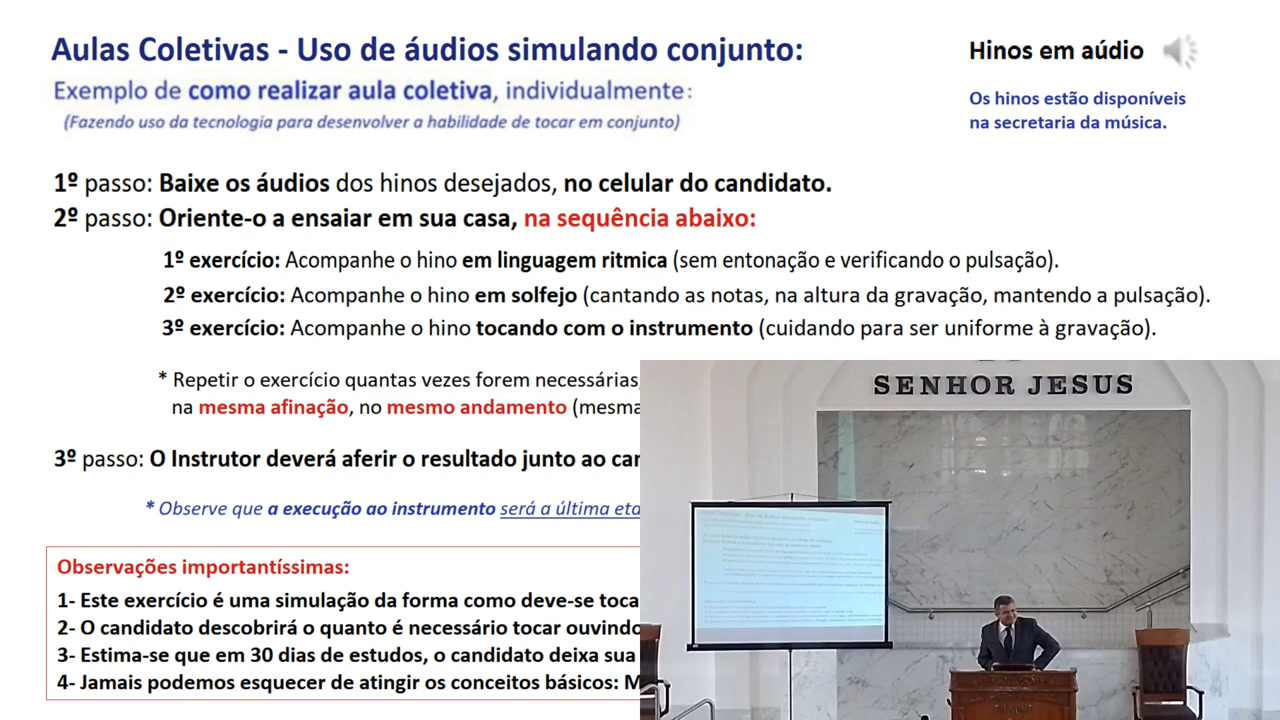 Aulas Coletivas - Uso de áudios simulando conjunto:
Exemplo de como realizar aula coletiva, individualmente:
(Fazendo uso da tecnologia para desenvolver a habilidade de tocar em conjunto)
Hinos em aúdio
Os hinos estão disponíveis
na secretaria da música.
1º passo: Baixe os áudios dos hinos desejados, no celular do candidato.
2º passo: Oriente-o a ensaiar em sua casa, na sequência abaixo:
1º exercício: Acompanhe o hino em linguagem ritmica (sem entonação e verificando o pulsação).
2º exercício: Acompanhe o hino em solfejo (cantando as notas, na altura da gravação, mantendo a pulsação).
3º exercício: Acompanhe o hino tocando com o instrumento (cuidando para ser uniforme à gravação).
* Repetir o exercício quantas vezes forem necessárias,
na mesma afinação, no mesmo andamento (mesma
3º passo: O Instrutor deverá aferir o resultado junto ao
* Observe que a execução ao instrumento será a última
Observações importantíssimas:
1- Este exercício é uma simulação da forma como deve-se
2- O candidato descobrirá o quanto é necessário tocar ouvindo
3- Estima-se que em 30 dias de estudos, o candidato deixa sua
4- Jamais podemos esquecer de atingir os conceitos básicos:
SENHOR JESUS